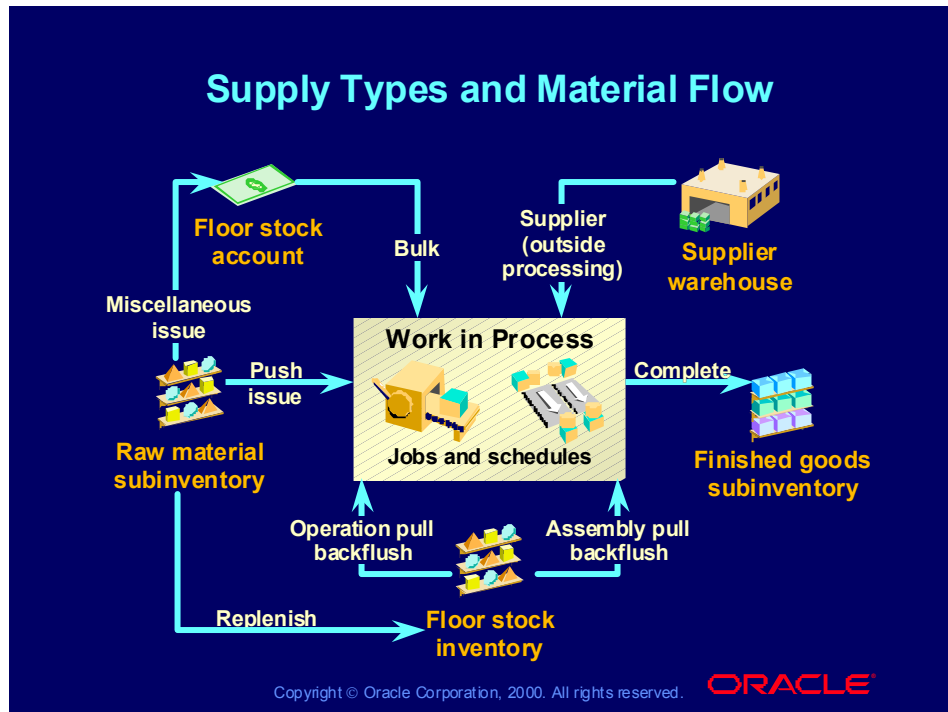 Supply Types and Material Flow
Floor stock
account
Bulk
Supplier
(outside
processing)
Supplier
warehouse
Miscellaneous
issue
Work in Process
Push
issue
Complete
Jobs and schedules
Raw material
subinventory
Finished goods
subinventory
Operation pull
backflush
Assembly pull
backflush
Replenish
Floor stock
inventory
Copyright © Oracle Corporation, 2000. All rights reserved.
ORACLE®